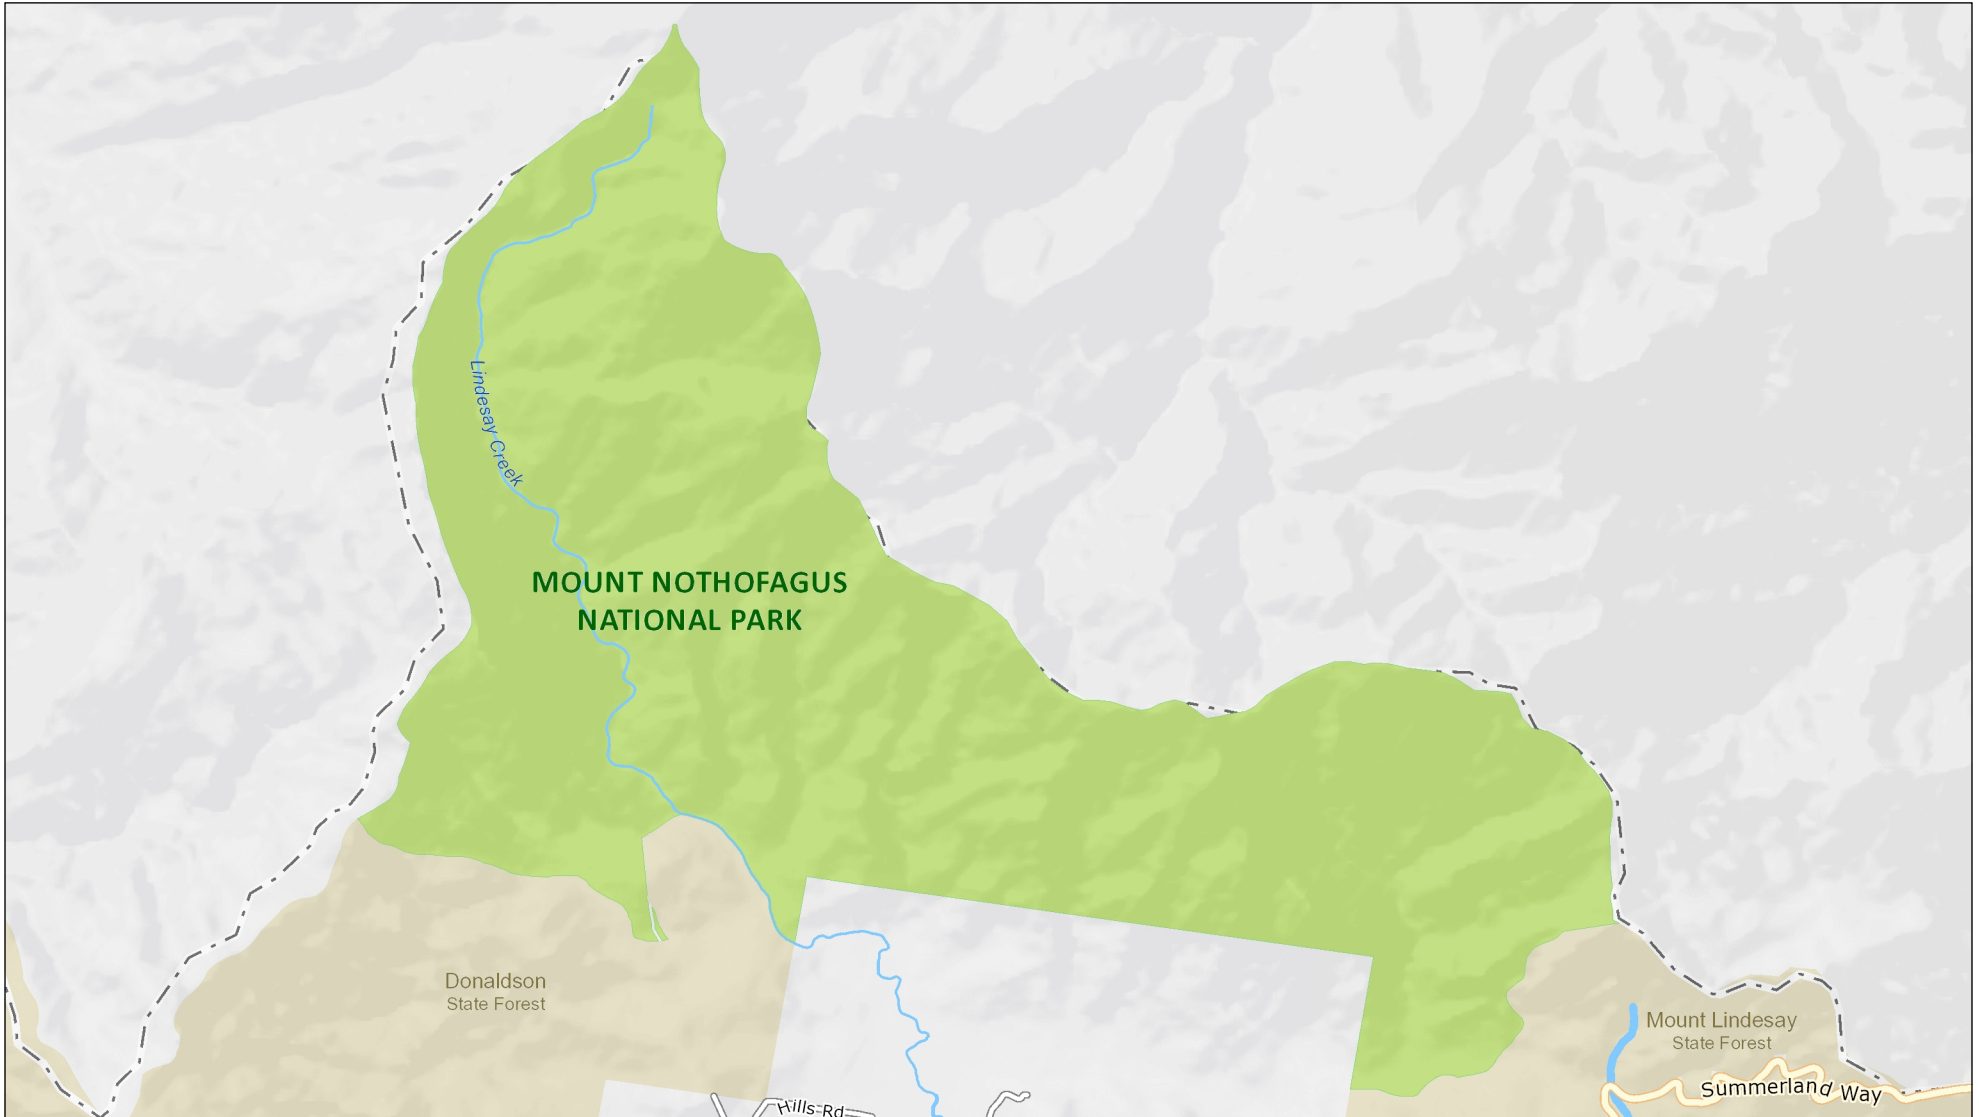 Lindesay Creek
MOUNT NOTHOFAGUS
NATIONAL PARK
Donaldson
State Forest
Mount Lindesay
State Forest
Summerland Way
Hills Rd